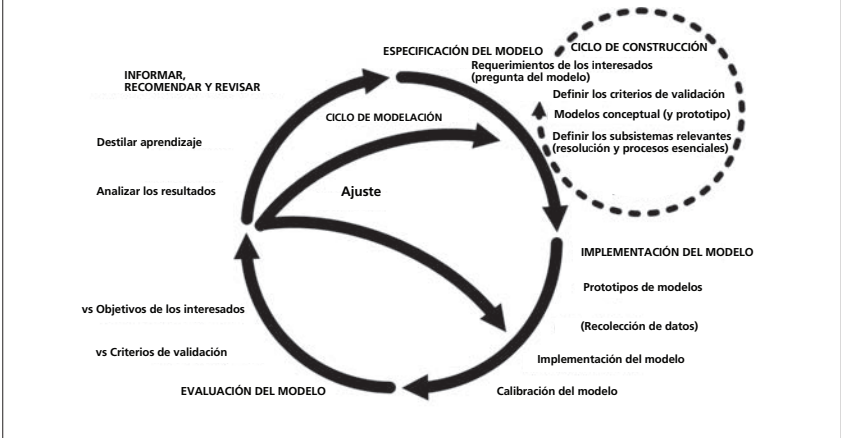 ESPECIFICACIÓN DEL MODELO
CICLO DE CONSTRUCCIÓN
Requerimientos de los interesados
(pregunta del modelo)
Definir los criterios de validación
Modelos conceptual (y prototipo)
Definir los subsistemas relevantes
(resolución y procesos esenciales)
INFORMAR,
RECOMENDAR Y REVISAR
CICLO DE MODELACIÓN
Destilar aprendizaje
Analizar los resultados
Ajuste
IMPLEMENTACIÓN DEL MODELO
Prototipos de modelos
(Recolección de datos)
Implementación del modelo
Calibración del modelo
vs Objetivos de los interesados
vs Criterios de validación
EVALUACIÓN DEL MODELO